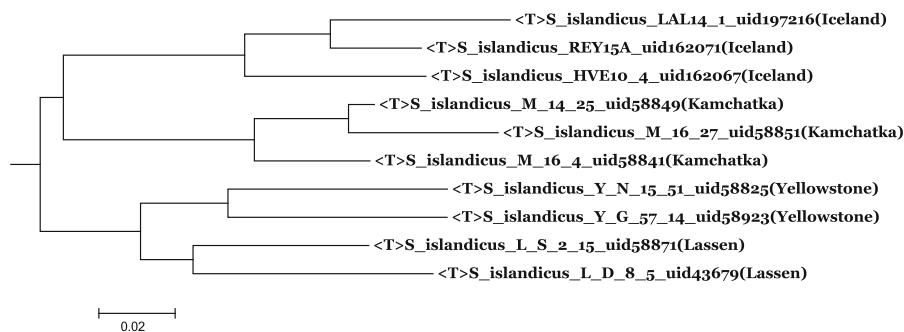 <T>S_islandicus_LAL14_1_uid197216(Iceland)
<T>S_islandicus_REY15A_uid162071(Iceland)
<T>S_islandicus_HVE10_4_uid162067(Iceland)
<T>S_islandicus_M_14_25_uid58849(Kamchatka)
<T>S_islandicus_M_16_27_uid58851(Kamchatka)
<T>S_islandicus_M_16_4_uid58841(Kamchatka)
<T>S_islandicus_Y_N_15_51_uid58825(Yellowstone)
<T>S_islandicus_Y_G_57_14_uid58923(Yellowstone)
<T>S_islandicus_L_S_2_15_uid58871(Lassen)
<T>S_islandicus_L_D_8_5_uid43679(Lassen)
0.02